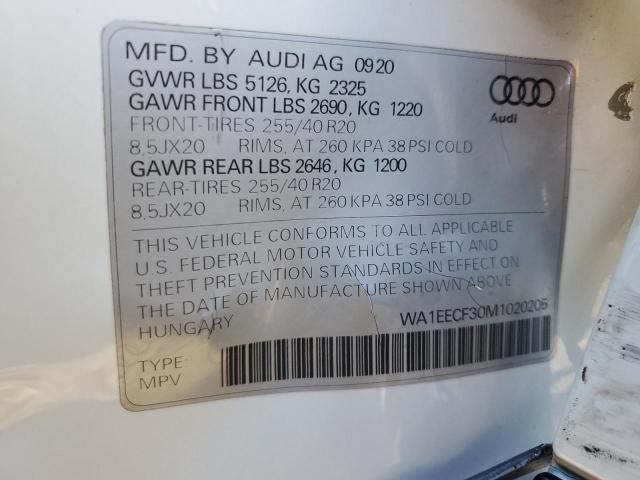 MFD. BY AUDI AG 0920
GVWR LBS 5126, KG 2325
GAWR FRONT LBS 2690, KG 1220
FRONT-TIRES 255/40 R20
8,5JX20 RIMS, AT 260 KPA 38 PSI COLD
GAWR REAR LBS 2646, KG 1200
REAR-TIRES 255/40 R20
8,5JX20 RIMS, AT 260 KPA 38 PSI COLD
Audi
THIS VEHICLE CONFORMS TO ALL APPLICABLE
U.S. FEDERAL MOTOR VEHICLE SAFETY AND
THEFT PREVENTION STANDARDS IN EFFECT ON
THE DATE OF MANUFACTURE SHOWN ABOVE
HUNGARY
WA1EECF30M1020205
TYPE
MPV